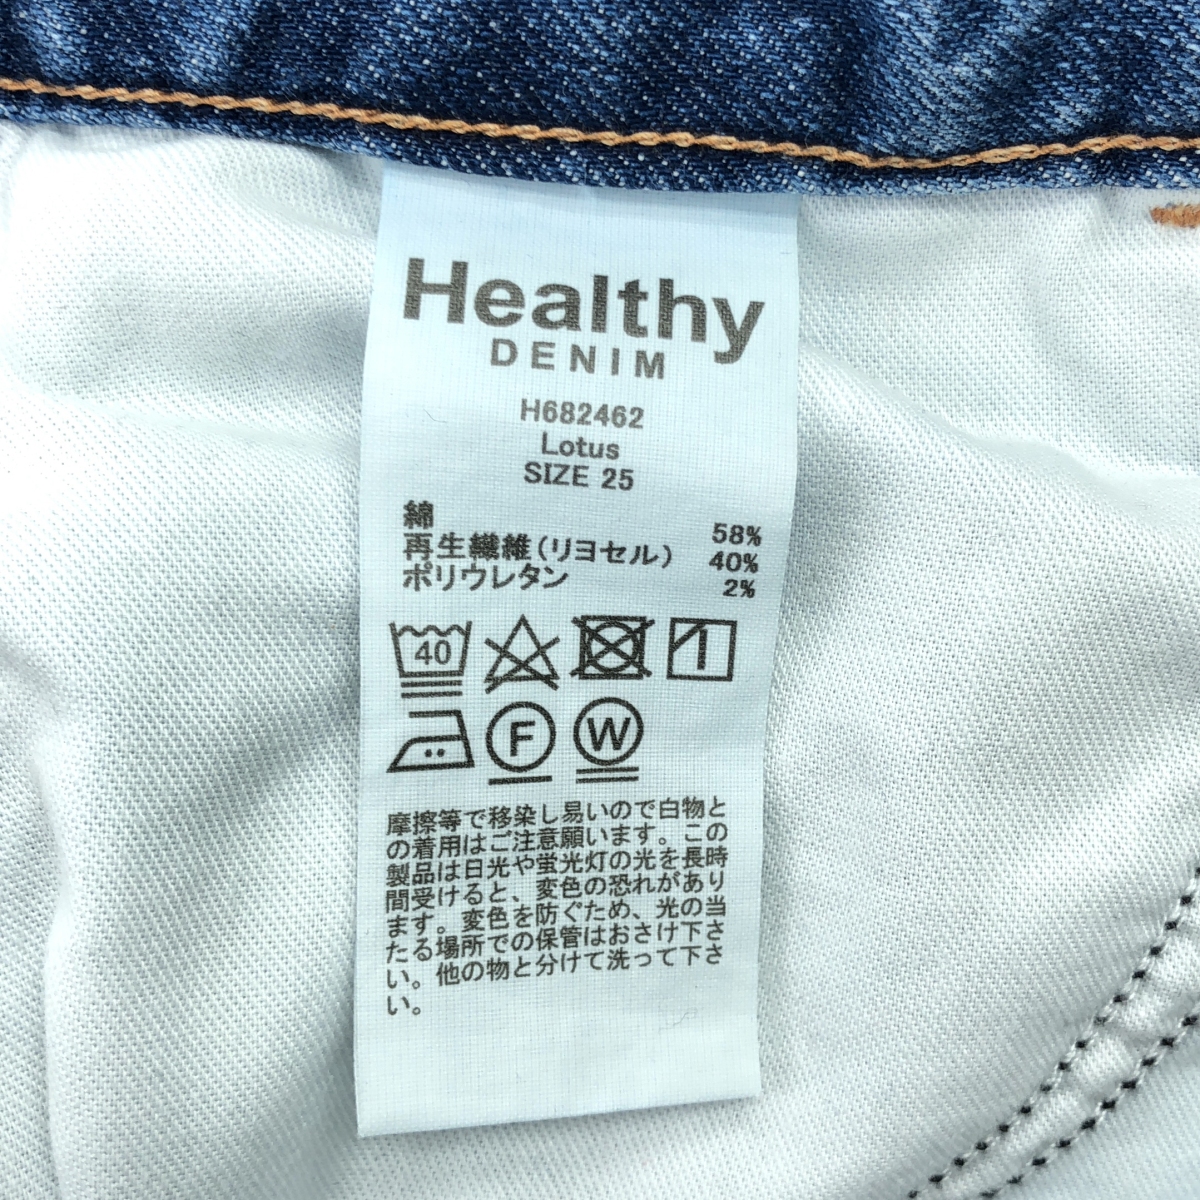 Healthy
DENIM
H682462
Lotus
SIZE 25
綿 58%
再生繊維(リヨセル) 40%
ポリウレタン 2%
40
F W
摩擦等で移染し易いので白物と
の着用はご注意願います。この
製品は日光や蛍光灯の光を長時
間受けると、変色の恐れがあり
ます。変色を防ぐため、光の当
たる場所での保管はおさけ下さ
い。他の物と分けて洗って下さ
い。